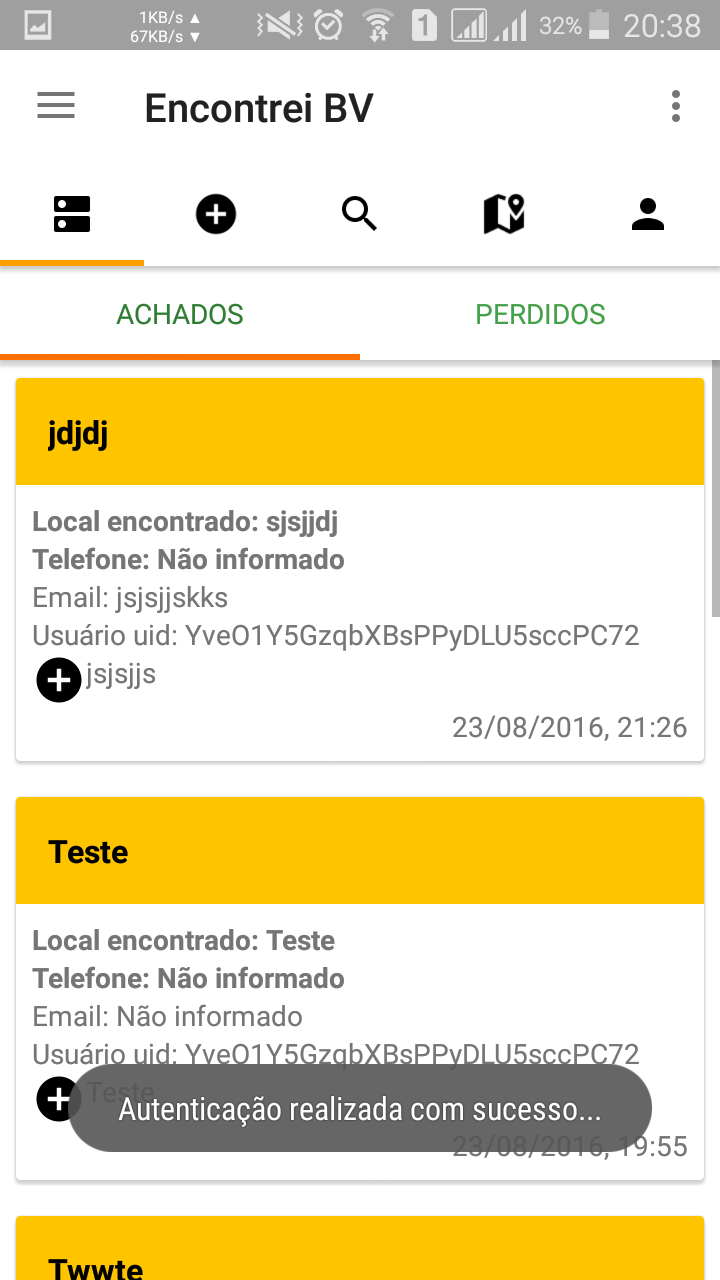 1KB/s ▲
67KB/s ▼
1
32%
20:38
Encontrei BV
ACHADOS
PERDIDOS
jdjdj
Local encontrado: sjsjjdj
Telefone: Não informado
Email: jsjsjjskks
Usuário uid: YveO1Y5GzqbXBsPPyDLU5sccPC72
jsjsjjs
23/08/2016, 21:26
Teste
Local encontrado: Teste
Telefone: Não informado
Email: Não informado
Usuário uid: YveO1Y5GzqbXBsPPyDLU5sccPC72
Teste
Autenticação realizada com sucesso...
23/08/2016, 19:55
Twwte